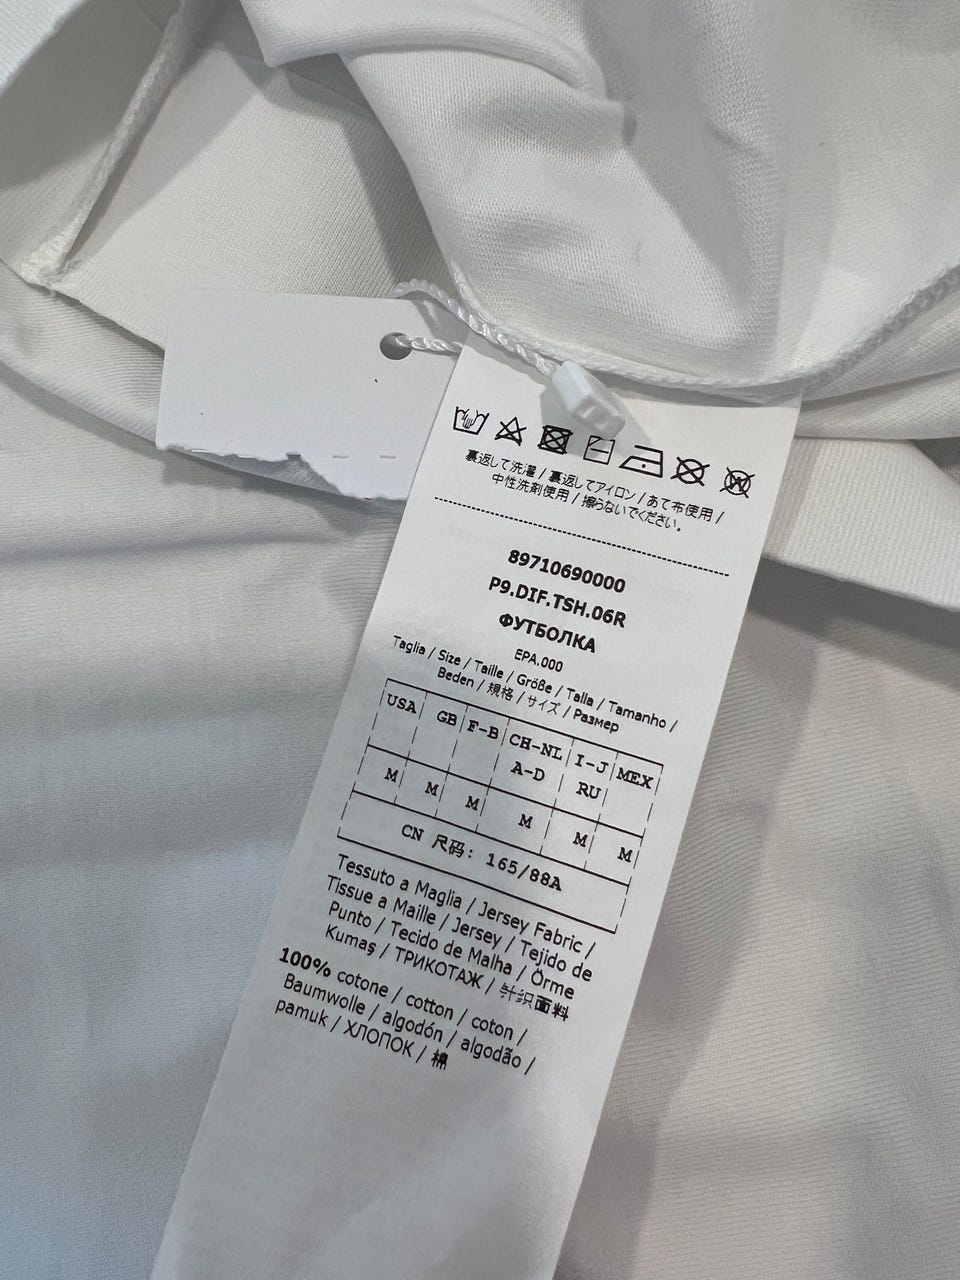 裏返して洗濯 / 裏返してアイロン / あて布使用 /
中性洗剤使用 / 擦らないでください。
89710690000
P9.DIF.TSH.06R
ФУТБОЛКА
EPA.000
Taglia / Size / Taille / Größe / Talla / Tamanho /
Beden / 規格 / サイズ / Размер
USA GB F-B CH-NL I-J MEX
A-D RU
M M M M M M
CN 尺码: 165/88A
Tessuto a Maglia / Jersey Fabric /
Tissue a Maille / Jersey / Tejido de
Punto / Tecido de Malha / Örme
Kumaş / ТРИКОТАЖ / 针织面料
100% cotone / cotton / coton /
Baumwolle / algodón / algodão /
pamuk / ХЛОПОК / 棉